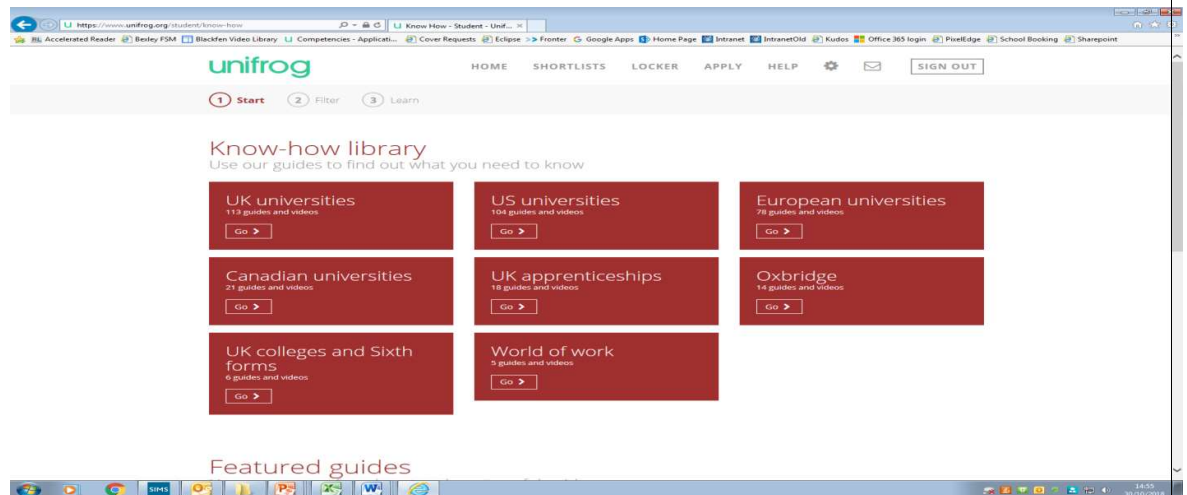 https://www.unifrog.org/student/know-how
Know How - Student - Unif...
Accelerated Reader Bexley FSM Blackfen Video Library Competencies - Applicati... Cover Requests Eclipse Fronter Google Apps Home Page Intranet IntranetOld Kudos Office 365 login PixelEdge School Booking Sharepoint
unifrog HOME SHORTLISTS LOCKER APPLY HELP SIGN OUT
1 Start 2 Filter 3 Learn
Know-how library
Use our guides to find out what you need to know
UK universities
113 guides and videos
Go >
US universities
104 guides and videos
Go >
European universities
78 guides and videos
Go >
Canadian universities
21 guides and videos
Go >
UK apprenticeships
18 guides and videos
Go >
Oxbridge
14 guides and videos
Go >
UK colleges and Sixth
forms
6 guides and videos
Go >
World of work
5 guides and videos
Go >
Featured guides
SIMS
14:55